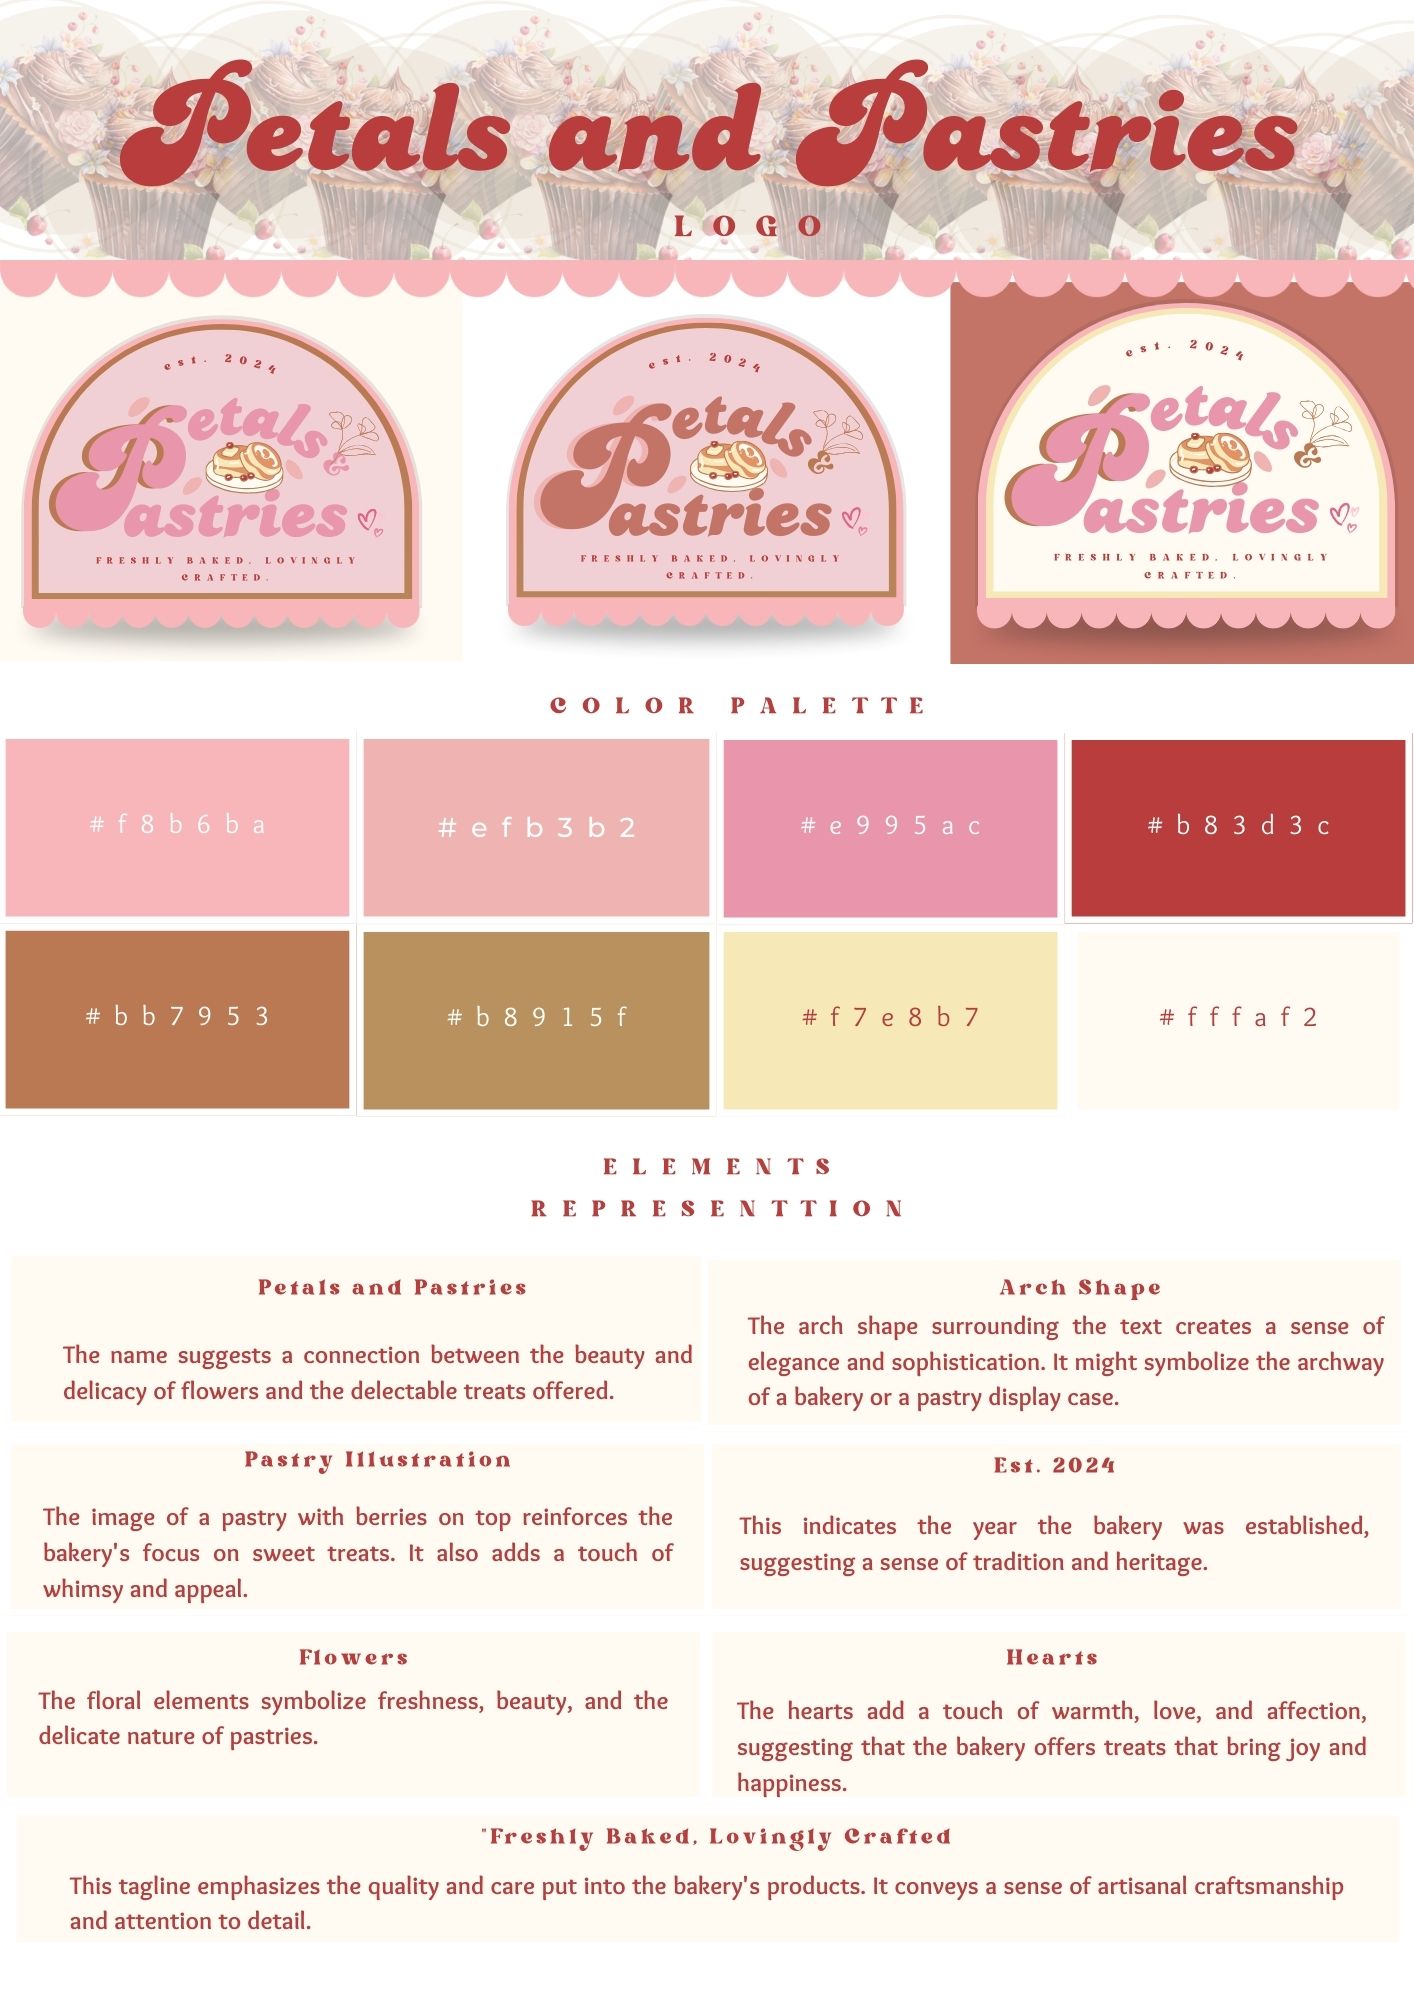 Petals and Pastries
LOGO
est. 2024
Petals &
Pastries
FRESHLY BAKED, LOVINGLY
CRAFTED.
est. 2024
Petals &
Pastries
FRESHLY BAKED, LOVINGLY
CRAFTED.
est. 2024
Petals &
Pastries
FRESHLY BAKED, LOVINGLY
CRAFTED.
COLOR PALETTE
#f8b6ba
#efb3b2
#e995ac
#b83d3c
#bb7953
#b8915f
#f7e8b7
#fffaf2
ELEMENTS
REPRESENTTION
Petals and Pastries
The name suggests a connection between the beauty and
delicacy of flowers and the delectable treats offered.
Arch Shape
The arch shape surrounding the text creates a sense of
elegance and sophistication. It might symbolize the archway
of a bakery or a pastry display case.
Pastry Illustration
The image of a pastry with berries on top reinforces the
bakery's focus on sweet treats. It also adds a touch of
whimsy and appeal.
Est. 2024
This indicates the year the bakery was established,
suggesting a sense of tradition and heritage.
Flowers
The floral elements symbolize freshness, beauty, and the
delicate nature of pastries.
Hearts
The hearts add a touch of warmth, love, and affection,
suggesting that the bakery offers treats that bring joy and
happiness.
"Freshly Baked, Lovingly Crafted
This tagline emphasizes the quality and care put into the bakery's products. It conveys a sense of artisanal craftsmanship
and attention to detail.